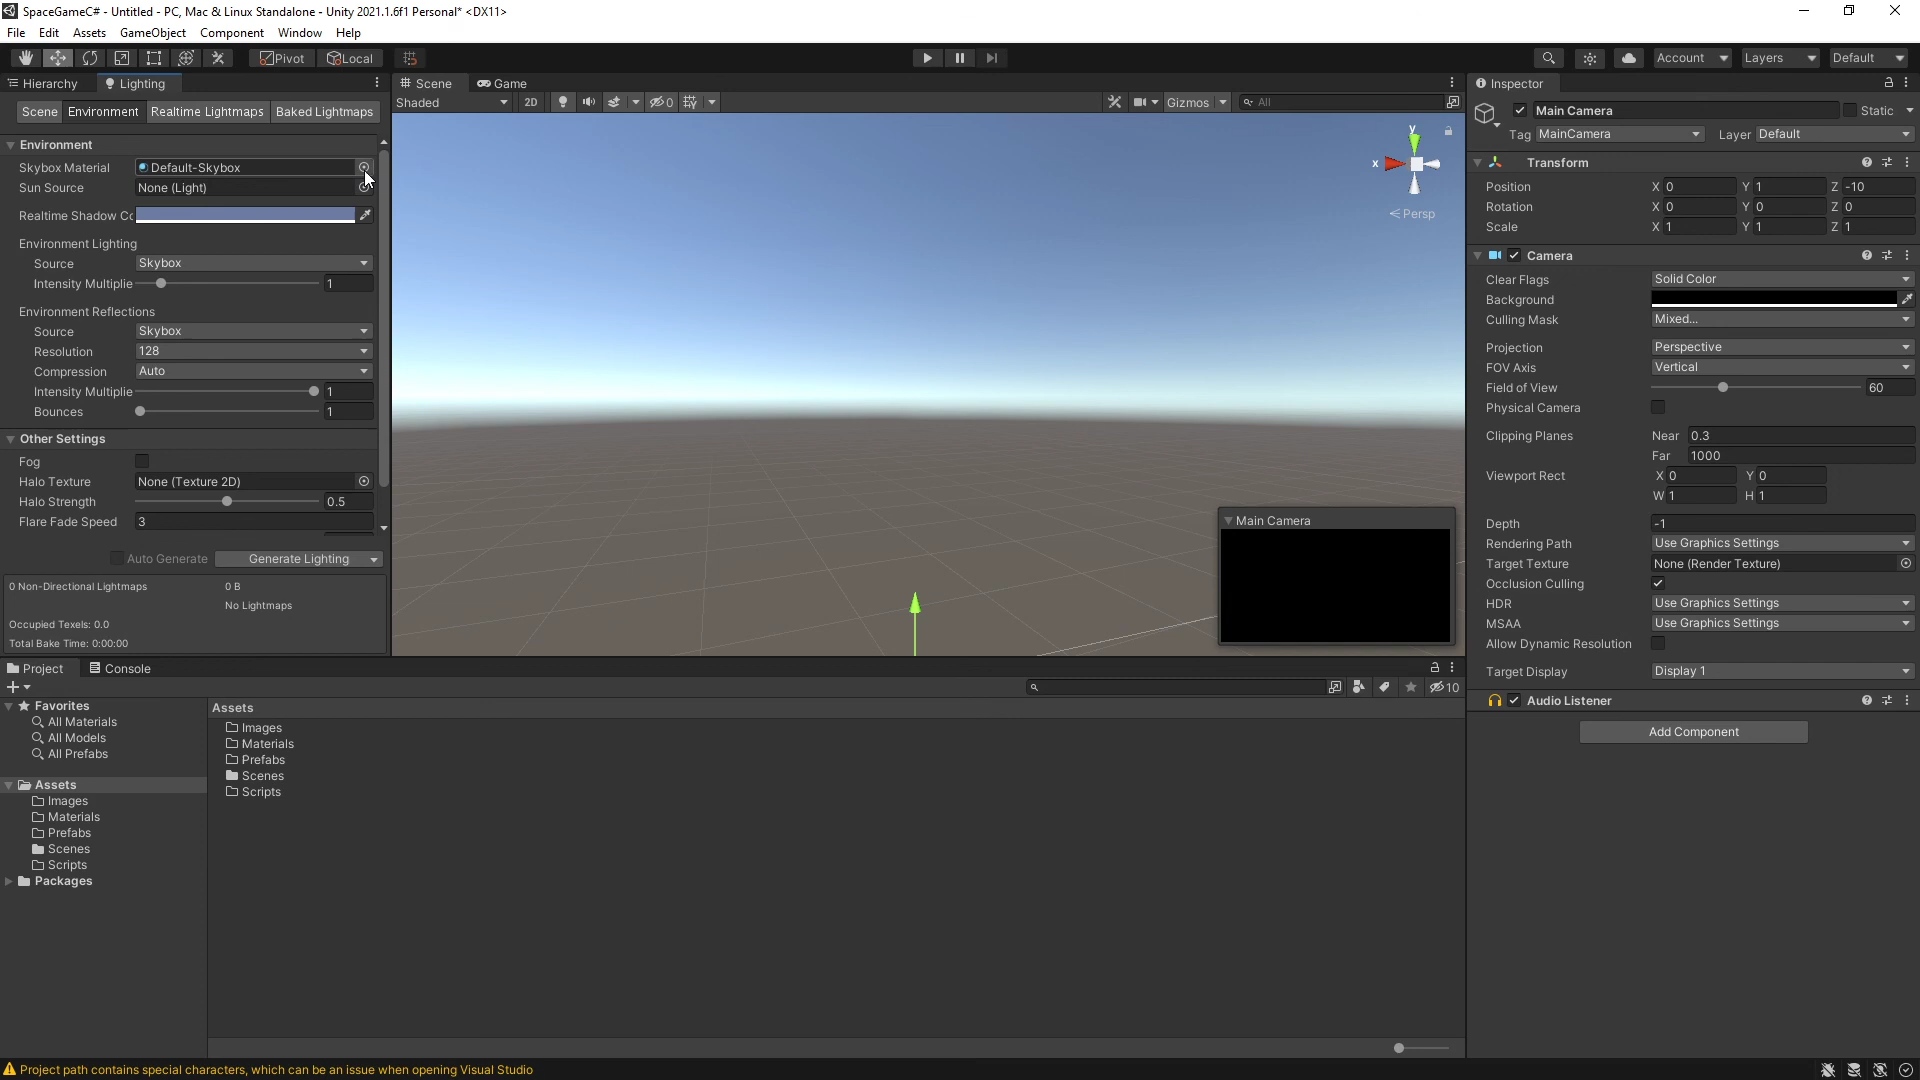 SpaceGameC# - Untitled - PC, Mac & Linux Standalone - Unity 2021.1.6f1 Personal* <DX11>
File Edit Assets GameObject Component Window Help
Pivot Local Account Layers Default
Hierarchy Lighting
Scene Environment Realtime Lightmaps Baked Lightmaps
Environment
Skybox Material Default-Skybox
Sun Source None (Light)
Realtime Shadow Co
Environment Lighting
Source Skybox
Intensity Multiplie 1
Environment Reflections
Source Skybox
Resolution 128
Compression Auto
Intensity Multiplie 1
Bounces 1
Other Settings
Fog
Halo Texture None (Texture 2D)
Halo Strength 0.5
Flare Fade Speed 3
Auto Generate Generate Lighting
0 Non-Directional Lightmaps 0 B
No Lightmaps
Occupied Texels: 0.0
Total Bake Time: 0:00:00
Scene Game
Shaded 2D 0 Gizmos All
y
x
Persp
Main Camera
Inspector
Main Camera Static
Tag MainCamera Layer Default
Transform
Position X 0 Y 1 Z -10
Rotation X 0 Y 0 Z 0
Scale X 1 Y 1 Z 1
Camera
Clear Flags Solid Color
Background
Culling Mask Mixed...
Projection Perspective
FOV Axis Vertical
Field of View 60
Physical Camera
Clipping Planes Near 0.3
Far 1000
Viewport Rect X 0 Y 0
W 1 H 1
Depth -1
Rendering Path Use Graphics Settings
Target Texture None (Render Texture)
Occlusion Culling
HDR Use Graphics Settings
MSAA Use Graphics Settings
Allow Dynamic Resolution
Target Display Display 1
Audio Listener
Add Component
Project Console
10
Favorites
All Materials
All Models
All Prefabs
Assets
Images
Materials
Prefabs
Scenes
Scripts
Packages
Assets
Images
Materials
Prefabs
Scenes
Scripts
Project path contains special characters, which can be an issue when opening Visual Studio